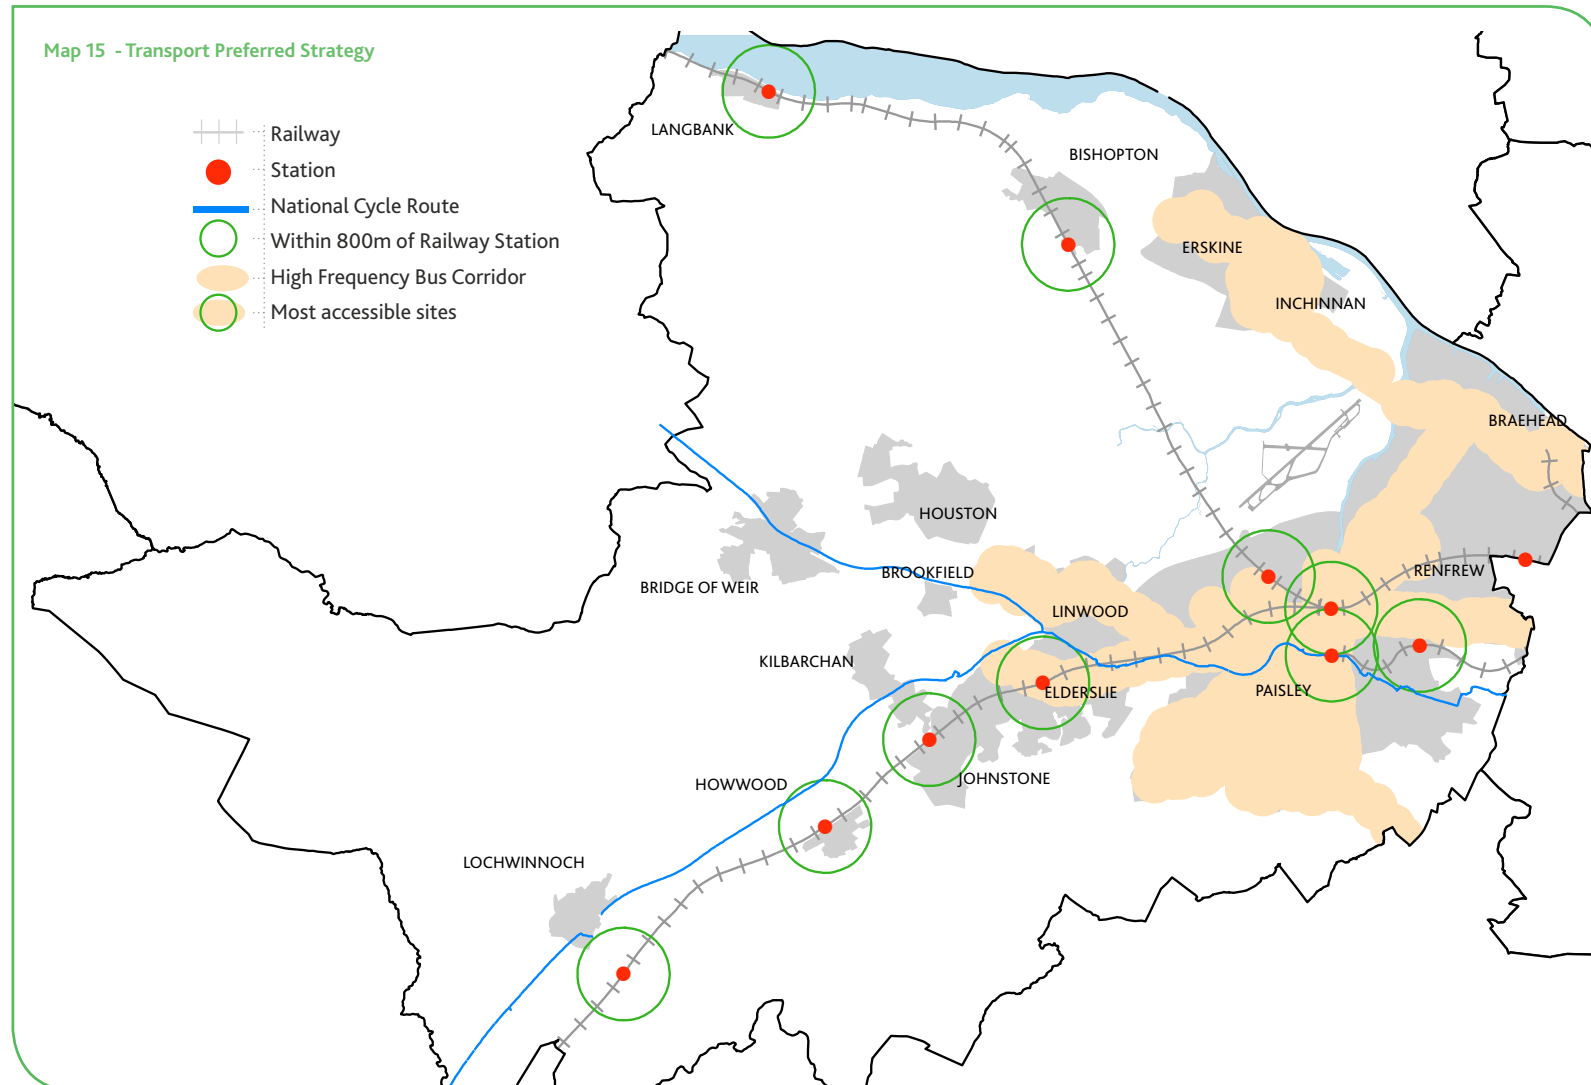 Map 15 - Transport Preferred Strategy
Railway
Station
National Cycle Route
Within 800m of Railway Station
High Frequency Bus Corridor
Most accessible sites
LANGBANK
BISHOPTON
ERSKINE
INCHINNAN
BRAEHEAD
HOUSTON
BROOKFIELD
RENFREW
BRIDGE OF WEIR
LINWOOD
KILBARCHAN
ELDERSLIE
PAISLEY
JOHNSTONE
HOWWOOD
LOCHWINNOCH